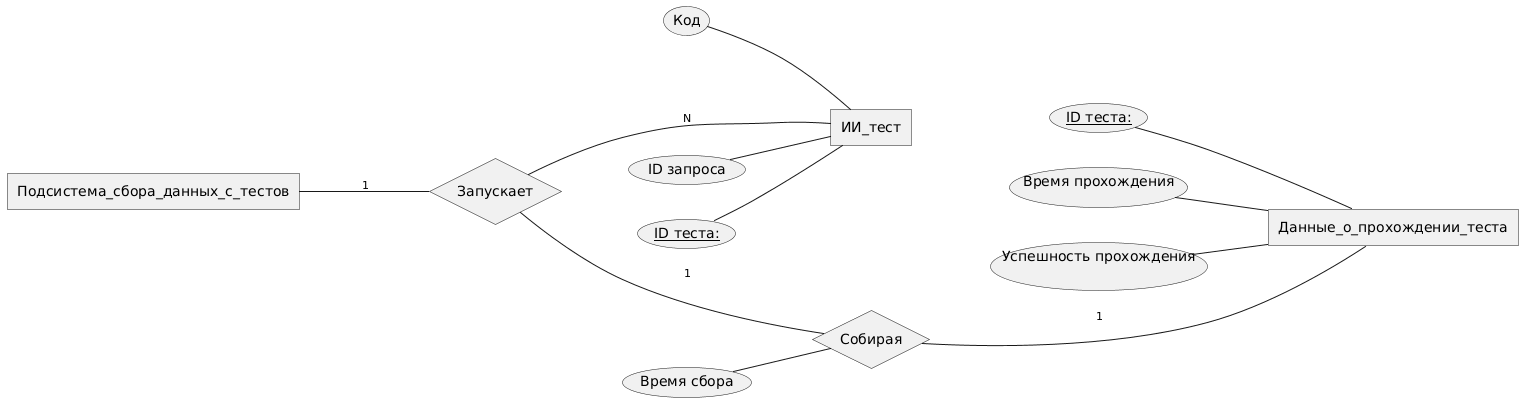 Код
ID теста:
N
ИИ_тест
ID запроса
Время прохождения
Подсистема_сбора_данных_с_тестов
1
Запускает
ID теста:
Данные_о_прохождении_теста
Успешность прохождения
1
1
Собирая
Время сбора